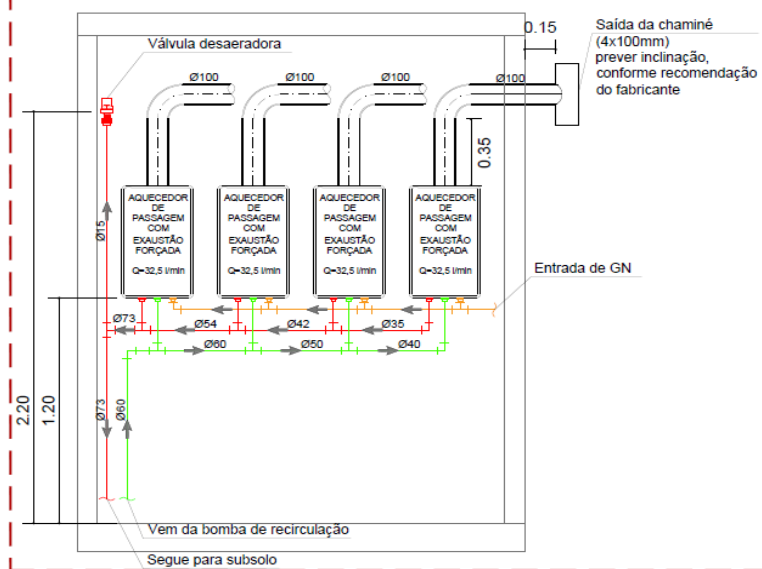 0.15
Saída da chaminé
(4x100mm)
prever inclinação,
conforme recomendação
do fabricante
Válvula desaeradora
Ø100
Ø100
Ø100
Ø100
0.35
AQUECEDOR
DE
PASSAGEM
COM
EXAUSTÃO
FORÇADA
Q=32,5 l/min
AQUECEDOR
DE
PASSAGEM
COM
EXAUSTÃO
FORÇADA
Q=32,5 l/min
AQUECEDOR
DE
PASSAGEM
COM
EXAUSTÃO
FORÇADA
Q=32,5 l/min
AQUECEDOR
DE
PASSAGEM
COM
EXAUSTÃO
FORÇADA
Q=32,5 l/min
Ø15
Entrada de GN
Ø73
Ø54
Ø42
Ø35
Ø60
Ø50
Ø40
2.20
1.20
Ø73
Ø60
Vem da bomba de recirculação
Segue para subsolo